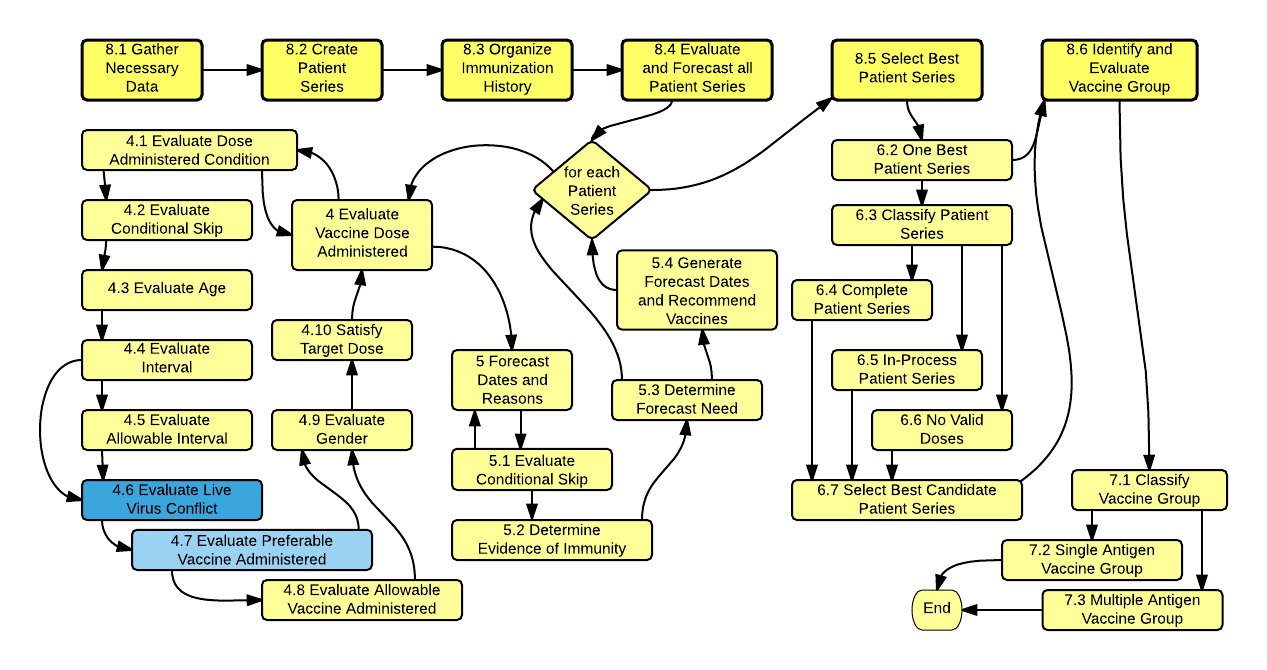 8.1 Gather
Necessary
Data
8.2 Create
Patient
Series
8.3 Organize
Immunization
History
8.4 Evaluate
and Forecast all
Patient Series
8.5 Select Best
Patient Series
8.6 Identify and
Evaluate
Vaccine Group
4.1 Evaluate Dose
Administered Condition
4.2 Evaluate
Conditional Skip
4.3 Evaluate Age
4.4 Evaluate
Interval
4.5 Evaluate
Allowable Interval
4.6 Evaluate Live
Virus Conflict
4.7 Evaluate Preferable
Vaccine Administered
4.8 Evaluate Allowable
Vaccine Administered
4.9 Evaluate
Gender
4.10 Satisfy
Target Dose
4 Evaluate
Vaccine Dose
Administered
for each
Patient
Series
5 Forecast
Dates and
Reasons
5.1 Evaluate
Conditional Skip
5.2 Determine
Evidence of Immunity
5.3 Determine
Forecast Need
5.4 Generate
Forecast Dates
and Recommend
Vaccines
6.2 One Best
Patient Series
6.3 Classify Patient
Series
6.4 Complete
Patient Series
6.5 In-Process
Patient Series
6.6 No Valid
Doses
6.7 Select Best Candidate
Patient Series
7.1 Classify
Vaccine Group
7.2 Single Antigen
Vaccine Group
7.3 Multiple Antigen
Vaccine Group
End